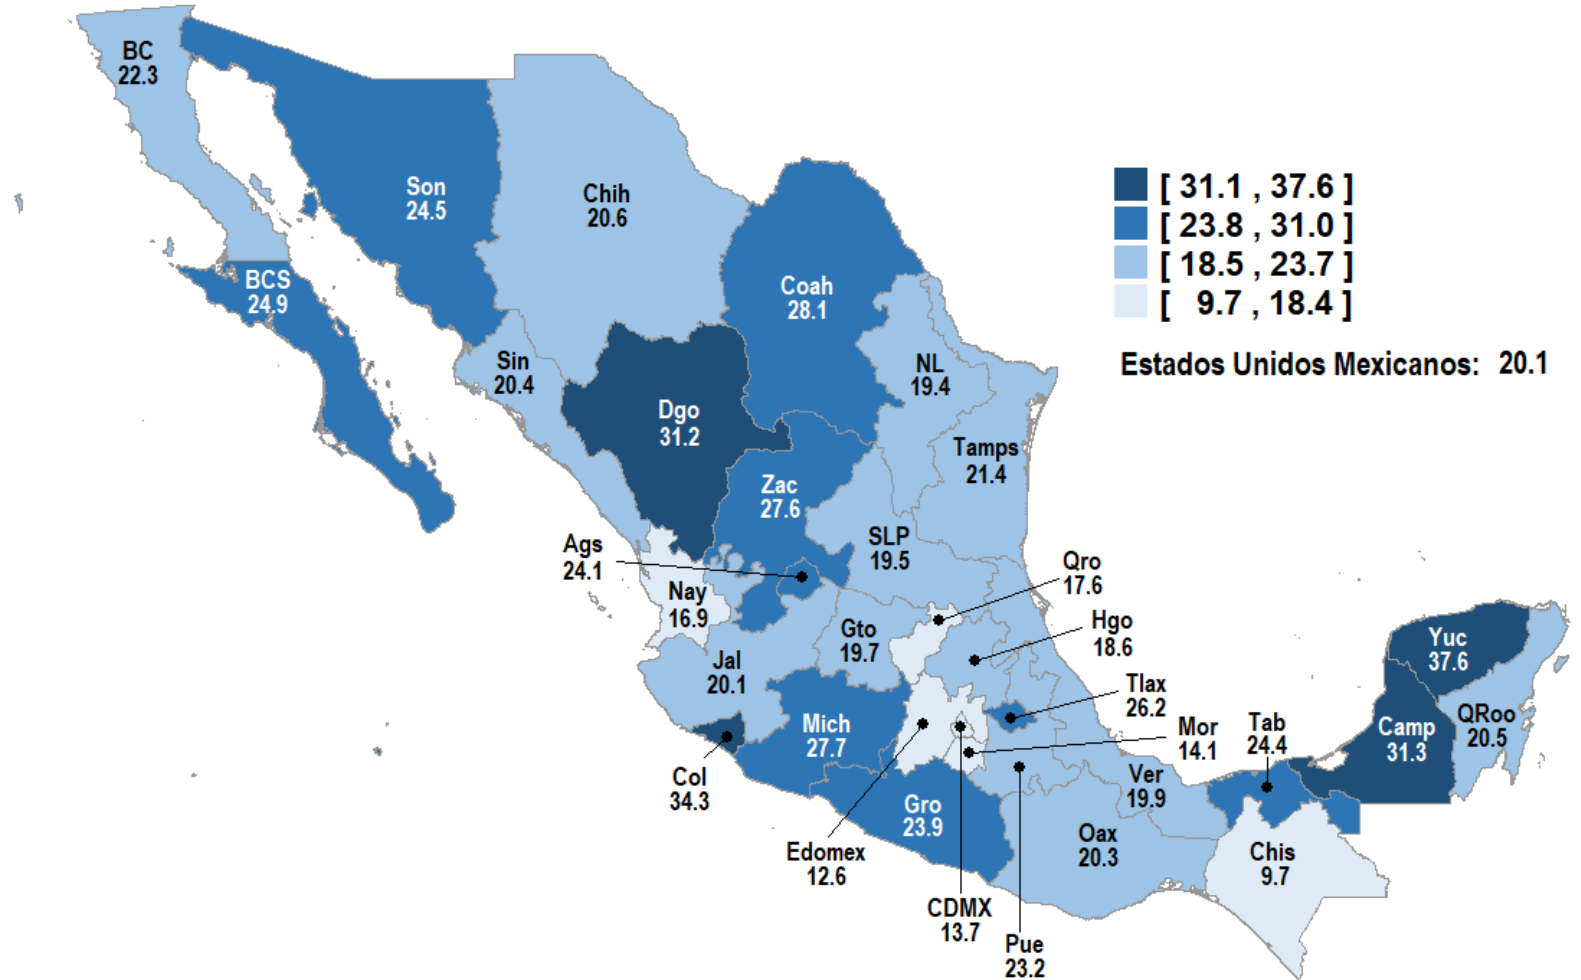 BC
22.3
Son
24.5
Chih
20.6
[ 31.1 , 37.6 ]
[ 23.8 , 31.0 ]
[ 18.5 , 23.7 ]
[ 9.7 , 18.4 ]
Estados Unidos Mexicanos: 20.1
BCS
24.9
Coah
28.1
Sin
20.4
NL
19.4
Dgo
31.2
Tamps
21.4
Zac
27.6
SLP
19.5
Ags
24.1
Nay
16.9
Qro
17.6
Hgo
18.6
Gto
19.7
Jal
20.1
Yuc
37.6
Tlax
26.2
Mich
27.7
Mor
14.1
Tab
24.4
Camp
31.3
QRoo
20.5
Col
34.3
Ver
19.9
Gro
23.9
Oax
20.3
Edomex
12.6
Chis
9.7
CDMX
13.7
Pue
23.2